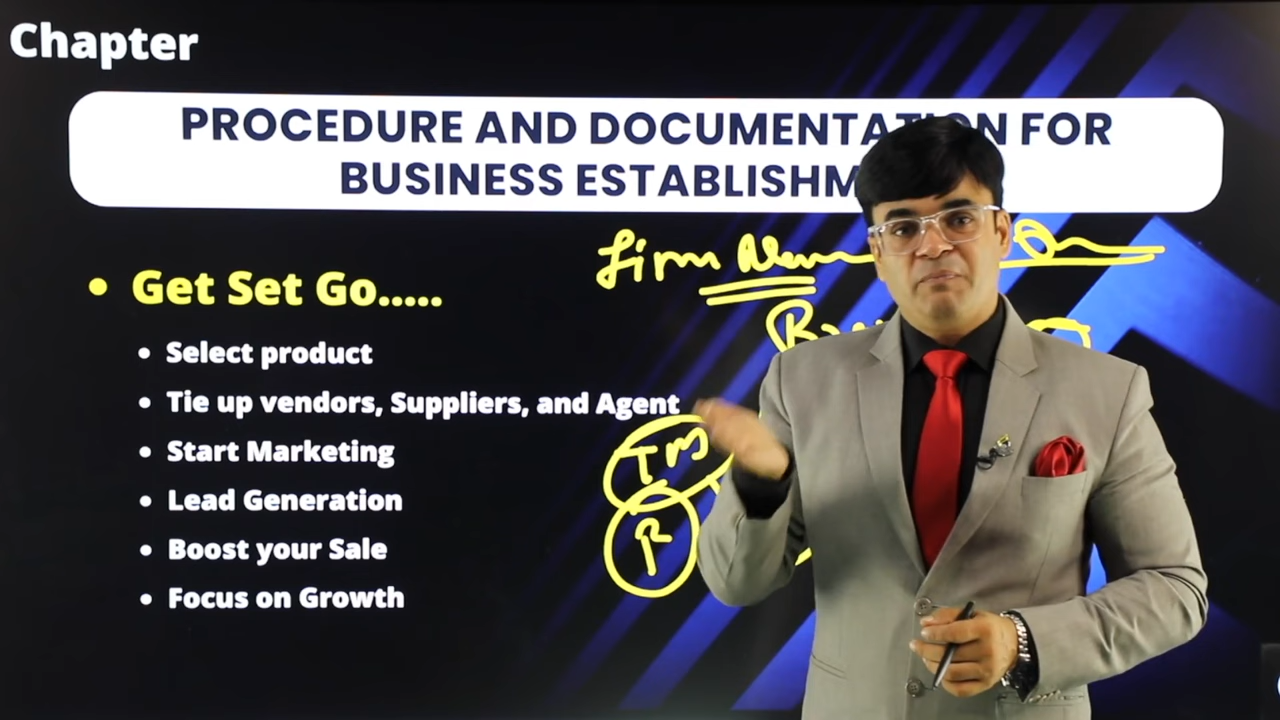 Chapter
PROCEDURE AND DOCUMENTATION FOR
BUSINESS ESTABLISHM
Firm
• Get Set Go.....
• Select product
• Tie up vendors, Suppliers, and Agent
• Start Marketing
• Lead Generation
• Boost your Sale
• Focus on Growth
TM
R